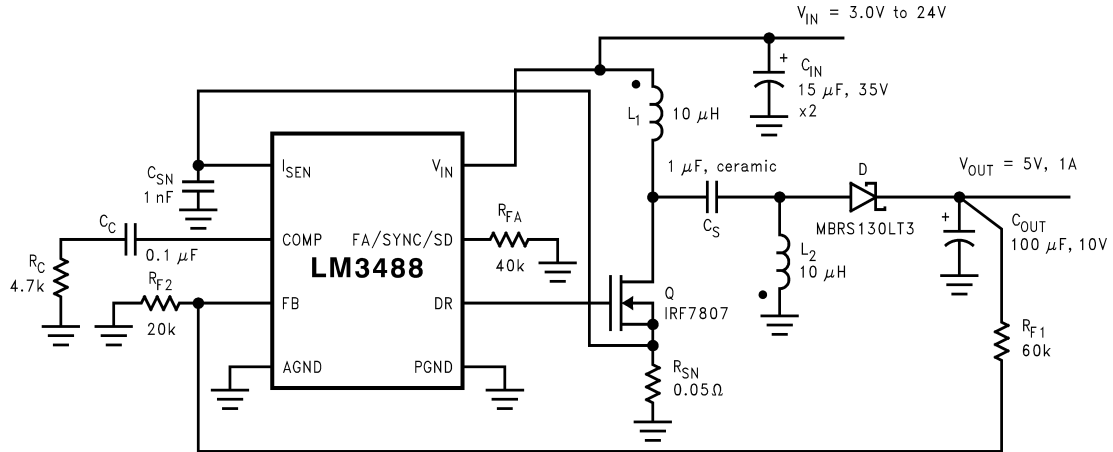 V_IN = 3.0V to 24V
+
C_IN
15 µF, 35V
x2
L_1
10 µH
I_SEN
V_IN
C_SN
1 nF
1 µF, ceramic
C_S
D
MBRS130LT3
V_OUT = 5V, 1A
+
C_OUT
100 µF, 10V
C_C
0.1 µF
COMP
FA/SYNC/SD
R_FA
40k
L_2
10 µH
LM3488
R_C
4.7k
R_F2
20k
FB
DR
Q
IRF7807
R_F1
60k
AGND
PGND
R_SN
0.05Ω